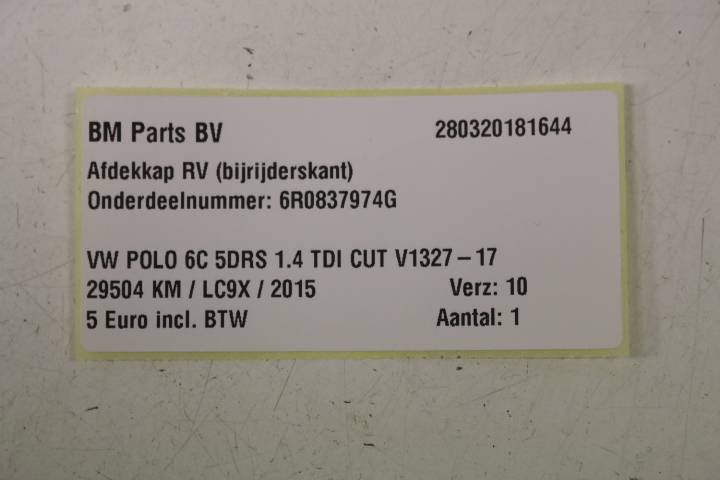 BM Parts BV 280320181644
Afdekkap RV (bijrijderskant)
Onderdeelnummer: 6R0837974G
VW POLO 6C 5DRS 1.4 TDI CUT V1327 – 17
29504 KM / LC9X / 2015 Verz: 10
5 Euro incl. BTW Aantal: 1